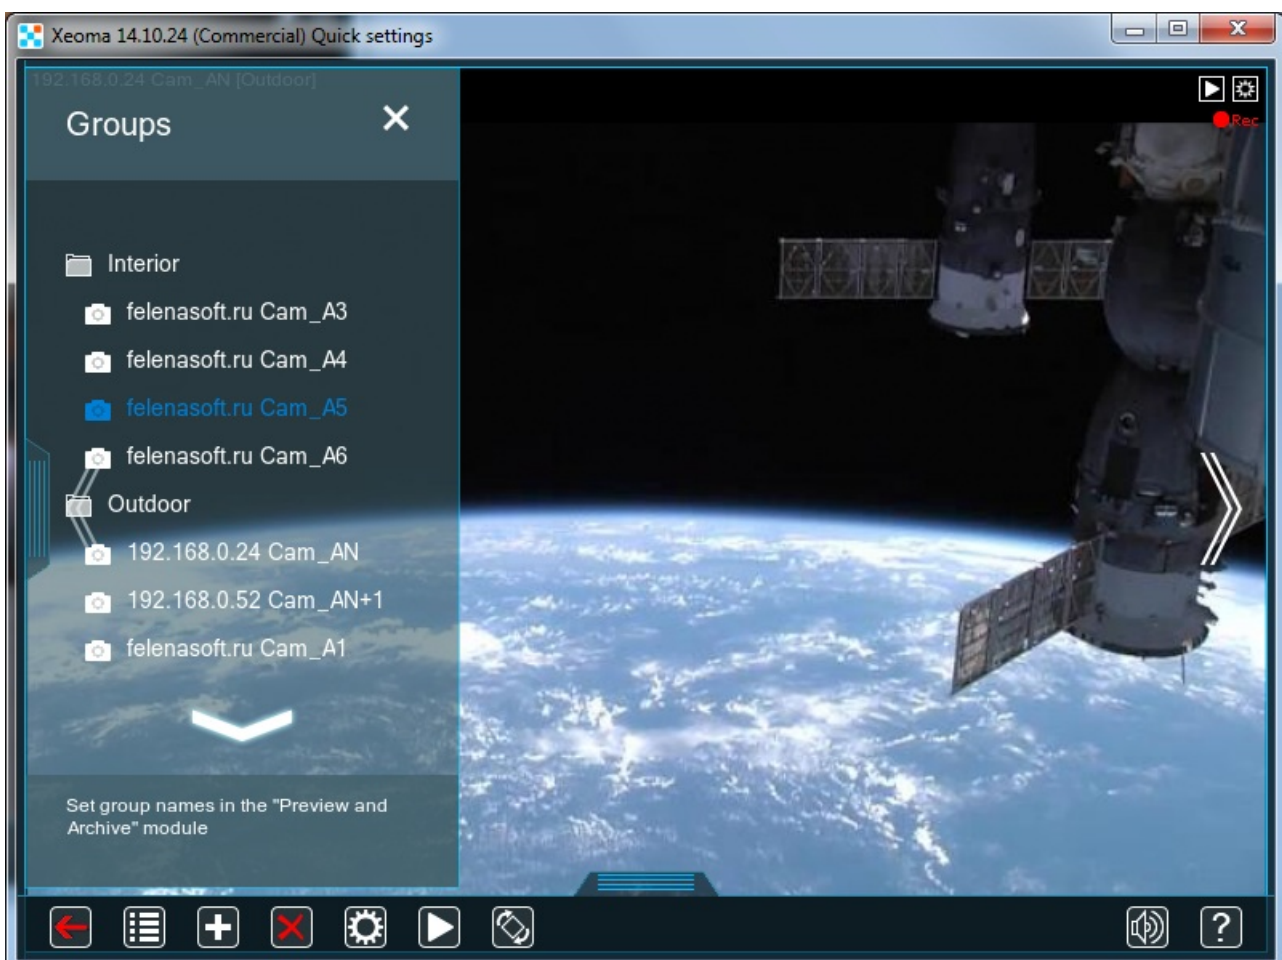 Xeoma 14.10.24 (Commercial) Quick settings
192.168.0.24 Cam_AN [Outdoor]
Rec
Groups
Interior
felenasoft.ru Cam_A3
felenasoft.ru Cam_A4
felenasoft.ru Cam_A5
felenasoft.ru Cam_A6
Outdoor
192.168.0.24 Cam_AN
192.168.0.52 Cam_AN+1
felenasoft.ru Cam_A1
Set group names in the "Preview and
Archive" module
?